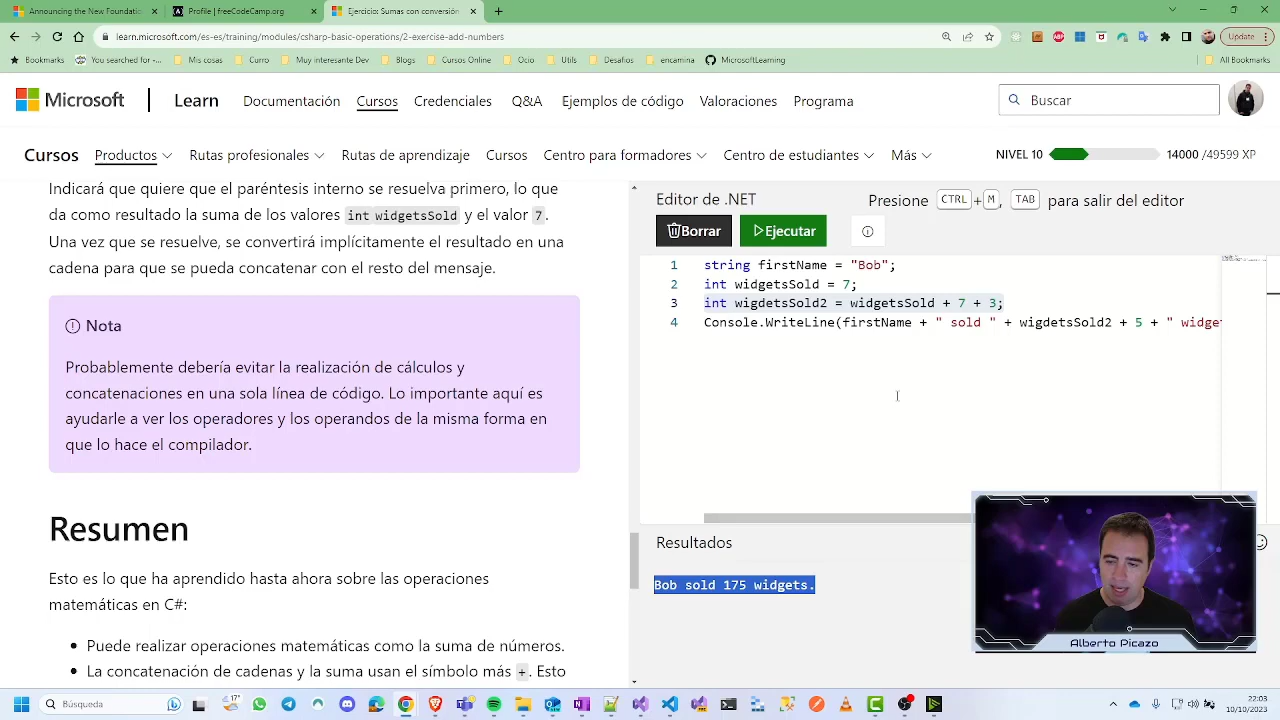 Announcing the New Foundatio
Profile | freeCodeCamp.org
Ejercicio: Sumas con conversión
learn.microsoft.com/es-es/training/modules/csharp-basic-operations/2-exercise-add-numbers
Update
Bookmarks
You searched for -...
Mis cosas
Curro
Muy interesante Dev
Blogs
Cursos Online
Ocio
Utils
Desafios
encamina
MicrosoftLearning
All Bookmarks
Microsoft
Learn
Documentación
Cursos
Credenciales
Q&A
Ejemplos de código
Valoraciones
Programa
Buscar
Cursos
Productos
Rutas profesionales
Rutas de aprendizaje
Cursos
Centro para formadores
Centro de estudiantes
Más
NIVEL 10
14000 /49599 XP
Indicará que quiere que el paréntesis interno se resuelva primero, lo que
da como resultado la suma de los valores int widgetsSold y el valor 7.
Una vez que se resuelve, se convertirá implícitamente el resultado en una
cadena para que se pueda concatenar con el resto del mensaje.
Nota
Probablemente debería evitar la realización de cálculos y
concatenaciones en una sola línea de código. Lo importante aquí es
ayudarle a ver los operadores y los operandos de la misma forma en
que lo hace el compilador.
Resumen
Esto es lo que ha aprendido hasta ahora sobre las operaciones
matemáticas en C#:
Puede realizar operaciones matemáticas como la suma de números.
La concatenación de cadenas y la suma usan el símbolo más +. Esto
Editor de .NET
Presione CTRL + M, TAB para salir del editor
Borrar
Ejecutar
1 string firstName = "Bob";
2 int widgetsSold = 7;
3 int wigdetsSold2 = widgetsSold + 7 + 3;
4 Console.WriteLine(firstName + " sold " + wigdetsSold2 + 5 + " widge
Resultados
Bob sold 175 widgets.
Alberto Picazo
Búsqueda
17°
22:03
10/10/2023